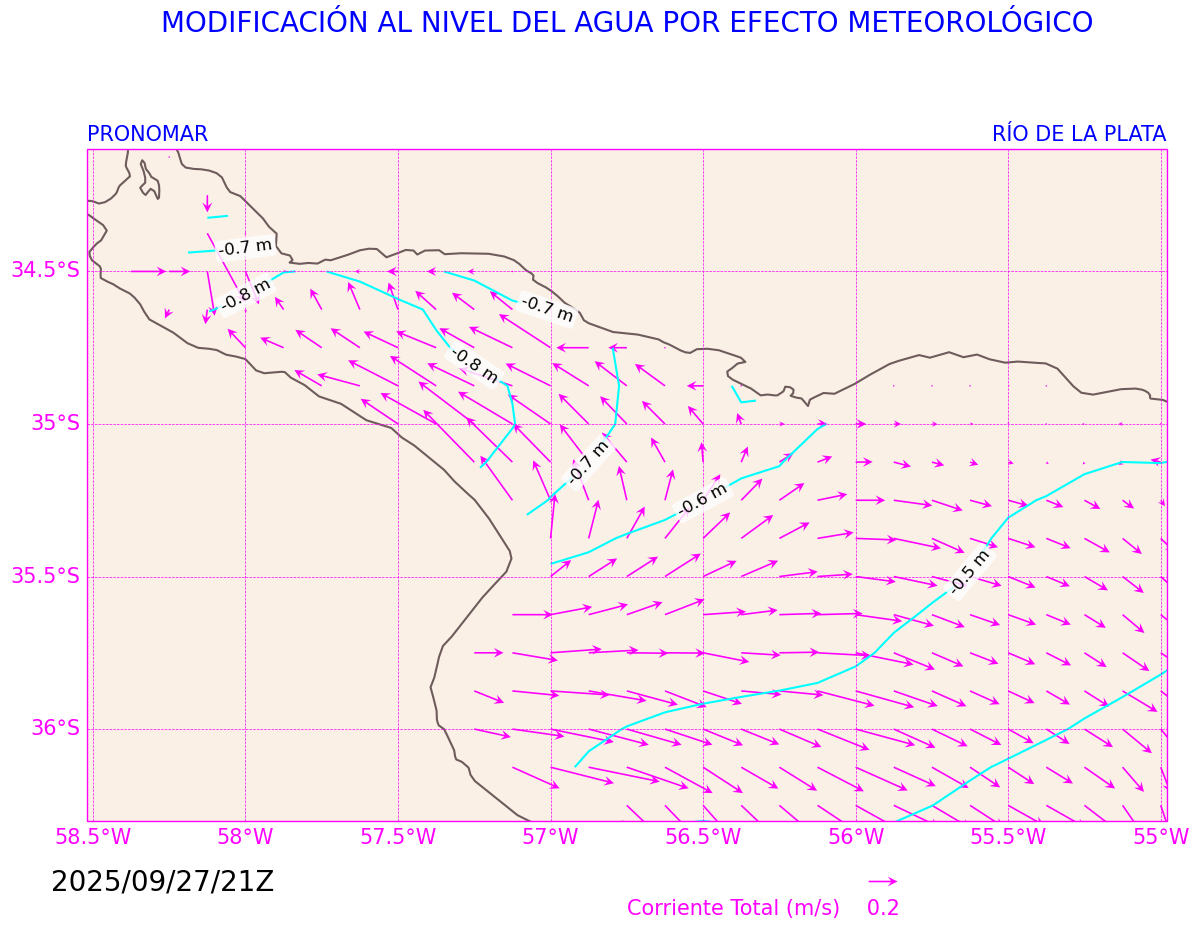 MODIFICACIÓN AL NIVEL DEL AGUA POR EFECTO METEOROLÓGICO
PRONOMAR
RÍO DE LA PLATA
-0.7 m
34.5°S
-0.8 m
-0.7 m
-0.8 m
35°S
-0.7 m
-0.6 m
35.5°S
-0.5 m
36°S
58.5°W
58°W
57.5°W
57°W
56.5°W
56°W
55.5°W
55°W
2025/09/27/21Z
Corriente Total (m/s) 0.2